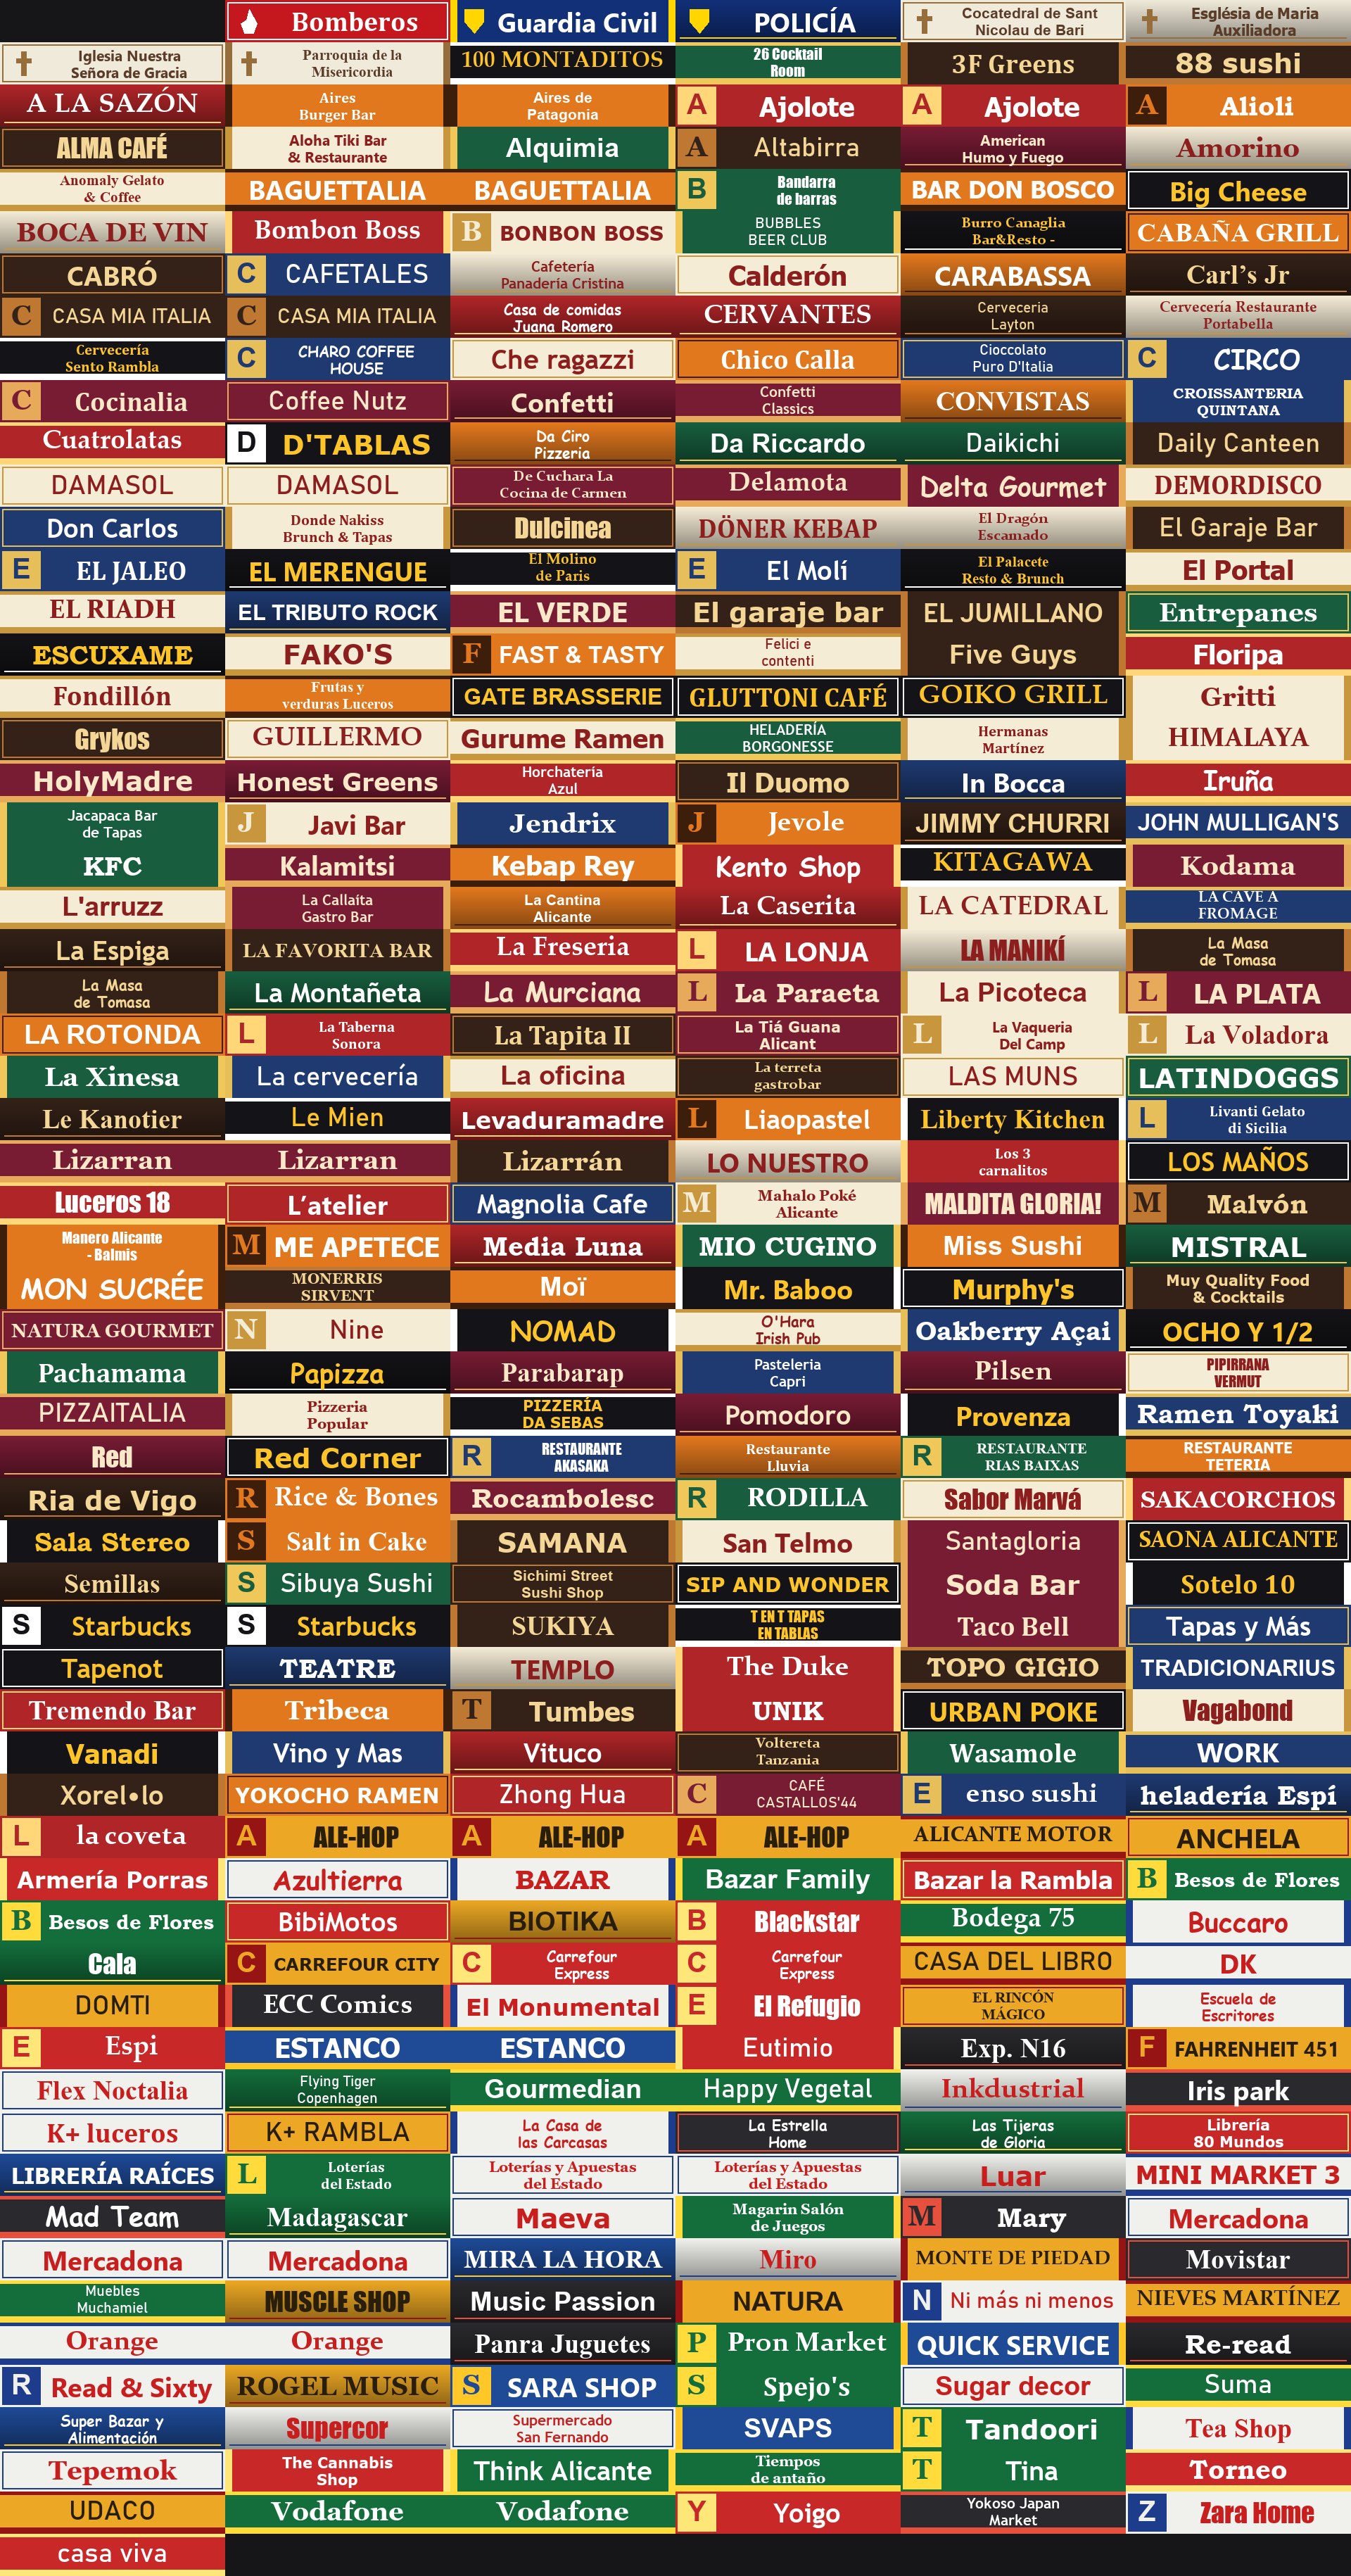 Bomberos
Guardia Civil
POLICÍA
Cocatedral de Sant
Nicolau de Bari
Església de Maria
Auxiliadora
Iglesia Nuestra
Señora de Gracia
Parroquia de la
Misericordia
100 MONTADITOS
26 Cocktail
Room
3F Greens
88 sushi
A LA SAZÓN
Aires
Burger Bar
Aires de
Patagonia
A Ajolote
A Ajolote
A Alioli
ALMA CAFÉ
Aloha Tiki Bar
& Restaurante
Alquimia
A Altabirra
American
Humo y Fuego
Amorino
Anomaly Gelato
& Coffee
BAGUETTALIA
BAGUETTALIA
B Bandarra
de barras
BAR DON BOSCO
Big Cheese
BOCA DE VIN
Bombon Boss
B BONBON BOSS
BUBBLES
BEER CLUB
Burro Canaglia
Bar&Resto -
CABAÑA GRILL
CABRÓ
C CAFETALES
Cafetería
Panadería Cristina
Calderón
CARABASSA
Carl's Jr
C CASA MIA ITALIA
C CASA MIA ITALIA
Casa de comidas
Juana Romero
CERVANTES
Cerveceria
Layton
Cervecería Restaurante
Portabella
Cervecería
Sento Rambla
C CHARO COFFEE
HOUSE
Che ragazzi
Chico Calla
Cioccolato
Puro D'Italia
C CIRCO
C Cocinalia
Coffee Nutz
Confetti
Confetti
Classics
CONVISTAS
CROISSANTERIA
QUINTANA
Cuatrolatas
D D'TABLAS
Da Ciro
Pizzeria
Da Riccardo
Daikichi
Daily Canteen
DAMASOL
DAMASOL
De Cuchara La
Cocina de Carmen
Delamota
Delta Gourmet
DEMORDISCO
Don Carlos
Donde Nakiss
Brunch & Tapas
Dulcinea
DÖNER KEBAP
El Dragón
Escamado
El Garaje Bar
E EL JALEO
EL MERENGUE
El Molino
de Paris
E El Molí
El Palacete
Resto & Brunch
El Portal
EL RIADH
EL TRIBUTO ROCK
EL VERDE
El garaje bar
EL JUMILLANO
Entrepanes
ESCUXAME
FAKO'S
F FAST & TASTY
Felici e
contenti
Five Guys
Floripa
Fondillón
Frutas y
verduras Luceros
GATE BRASSERIE
GLUTTONI CAFÉ
GOIKO GRILL
Gritti
Grykos
GUILLERMO
Gurume Ramen
HELADERÍA
BORGONESSE
Hermanas
Martínez
HIMALAYA
HolyMadre
Honest Greens
Horchatería
Azul
Il Duomo
In Bocca
Iruña
Jacapaca Bar
de Tapas
J Javi Bar
Jendrix
J Jevole
JIMMY CHURRI
JOHN MULLIGAN'S
KFC
Kalamitsi
Kebap Rey
Kento Shop
KITAGAWA
Kodama
L'arruzz
La Callaíta
Gastro Bar
La Cantina
Alicante
La Caserita
LA CATEDRAL
LA CAVE A
FROMAGE
La Espiga
LA FAVORITA BAR
La Freseria
L LA LONJA
LA MANIKÍ
La Masa
de Tomasa
La Masa
de Tomasa
La Montañeta
La Murciana
L La Paraeta
La Picoteca
L LA PLATA
LA ROTONDA
L La Taberna
Sonora
La Tapita II
La Tiá Guana
Alicant
L La Vaqueria
Del Camp
L La Voladora
La Xinesa
La cervecería
La oficina
La terreta
gastrobar
LAS MUNS
LATINDOGGS
Le Kanotier
Le Mien
Levaduramadre
L Liaopastel
Liberty Kitchen
L Livanti Gelato
di Sicilia
Lizarran
Lizarran
Lizarrán
LO NUESTRO
Los 3
carnalitos
LOS MAÑOS
Luceros 18
L'atelier
Magnolia Cafe
M Mahalo Poké
Alicante
MALDITA GLORIA!
M Malvón
Manero Alicante
- Balmis
M ME APETECE
Media Luna
MIO CUGINO
Miss Sushi
MISTRAL
MON SUCRÉE
MONERRIS
SIRVENT
Moï
Mr. Baboo
Murphy's
Muy Quality Food
& Cocktails
NATURA GOURMET
N Nine
NOMAD
O'Hara
Irish Pub
Oakberry Açai
OCHO Y 1/2
Pachamama
Papizza
Parabarap
Pasteleria
Capri
Pilsen
PIPIRRANA
VERMUT
PIZZAITALIA
Pizzeria
Popular
PIZZERÍA
DA SEBAS
Pomodoro
Provenza
Ramen Toyaki
Red
Red Corner
R RESTAURANTE
AKASAKA
Restaurante
Lluvia
R RESTAURANTE
RIAS BAIXAS
RESTAURANTE
TETERIA
Ria de Vigo
R Rice & Bones
Rocambolesc
R RODILLA
Sabor Marvá
SAKACORCHOS
Sala Stereo
S Salt in Cake
SAMANA
San Telmo
Santagloria
SAONA ALICANTE
Semillas
S Sibuya Sushi
Sichimi Street
Sushi Shop
SIP AND WONDER
Soda Bar
Sotelo 10
S Starbucks
S Starbucks
SUKIYA
T EN T TAPAS
EN TABLAS
Taco Bell
Tapas y Más
Tapenot
TEATRE
TEMPLO
The Duke
TOPO GIGIO
TRADICIONARIUS
Tremendo Bar
Tribeca
T Tumbes
UNIK
URBAN POKE
Vagabond
Vanadi
Vino y Mas
Vituco
Voltereta
Tanzania
Wasamole
WORK
Xorel•lo
YOKOCHO RAMEN
Zhong Hua
C CAFÉ
CASTALLOS'44
E enso sushi
heladería Espí
L la coveta
A ALE-HOP
A ALE-HOP
A ALE-HOP
ALICANTE MOTOR
ANCHELA
Armería Porras
Azultierra
BAZAR
Bazar Family
Bazar la Rambla
B Besos de Flores
B Besos de Flores
BibiMotos
BIOTIKA
B Blackstar
Bodega 75
Buccaro
Cala
C CARREFOUR CITY
C Carrefour
Express
C Carrefour
Express
CASA DEL LIBRO
DK
DOMTI
ECC Comics
El Monumental
E El Refugio
EL RINCÓN
MÁGICO
Escuela de
Escritores
E Espi
ESTANCO
ESTANCO
Eutimio
Exp. N16
F FAHRENHEIT 451
Flex Noctalia
Flying Tiger
Copenhagen
Gourmedian
Happy Vegetal
Inkdustrial
Iris park
K+ luceros
K+ RAMBLA
La Casa de
las Carcasas
La Estrella
Home
Las Tijeras
de Gloria
Librería
80 Mundos
LIBRERÍA RAÍCES
L Loterías
del Estado
Loterías y Apuestas
del Estado
Loterías y Apuestas
del Estado
Luar
MINI MARKET 3
Mad Team
Madagascar
Maeva
Magarin Salón
de Juegos
M Mary
Mercadona
Mercadona
Mercadona
MIRA LA HORA
Miro
MONTE DE PIEDAD
Movistar
Muebles
Muchamiel
MUSCLE SHOP
Music Passion
NATURA
N Ni más ni menos
NIEVES MARTÍNEZ
Orange
Orange
Panra Juguetes
P Pron Market
QUICK SERVICE
Re-read
R Read & Sixty
ROGEL MUSIC
S SARA SHOP
S Spejo's
Sugar decor
Suma
Super Bazar y
Alimentación
Supercor
Supermercado
San Fernando
SVAPS
T Tandoori
Tea Shop
Tepemok
The Cannabis
Shop
Think Alicante
Tiempos
de antaño
T Tina
Torneo
UDACO
Vodafone
Vodafone
Y Yoigo
Yokoso Japan
Market
Z Zara Home
casa viva